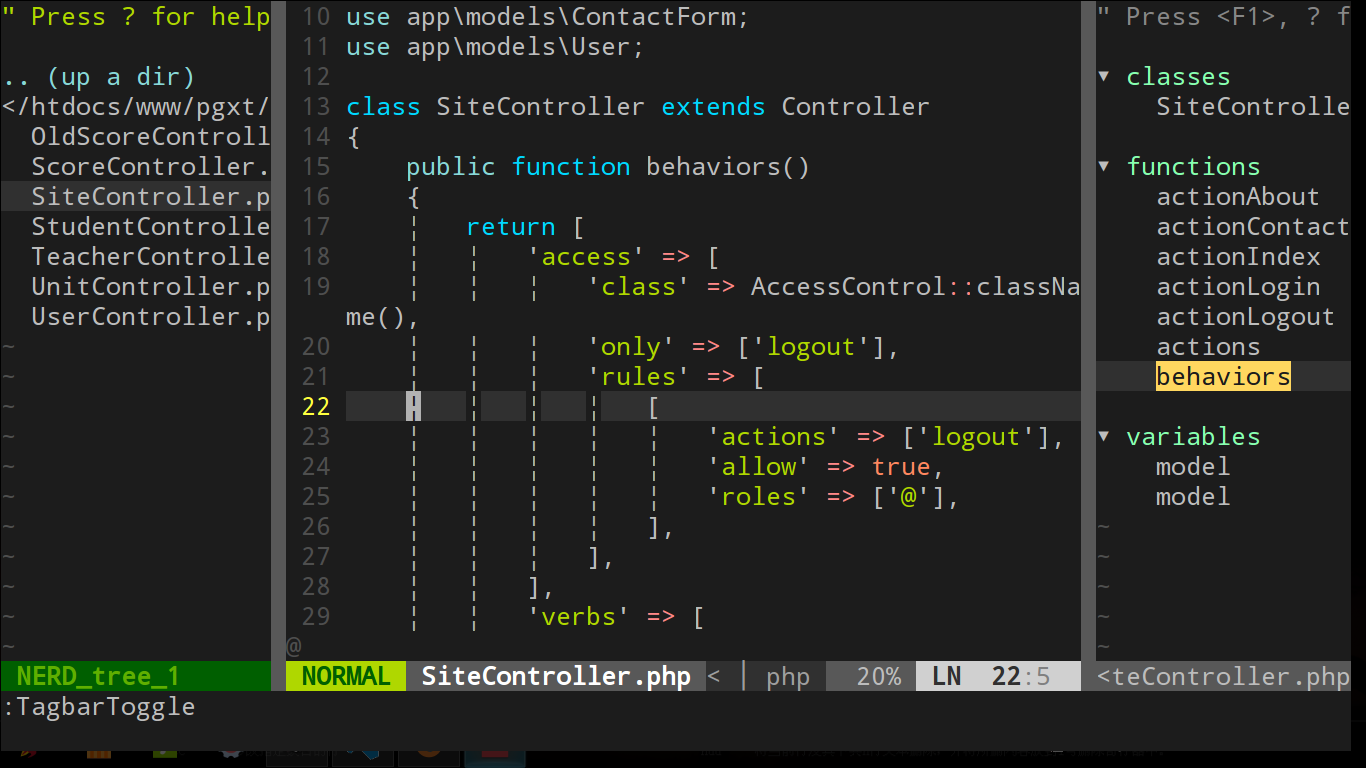 " Press ? for help
.. (up a dir)
</htdocs/www/pgxt/
OldScoreControll
ScoreController.
SiteController.p
StudentControlle
TeacherControlle
UnitController.p
UserController.p
~
~
~
~
~
~
~
~
~
~
~
NERD_tree_1
10 use app\models\ContactForm;
11 use app\models\User;
12
13 class SiteController extends Controller
14 {
15     public function behaviors()
16     {
17     ¦   return [
18     ¦   ¦   'access' => [
19     ¦   ¦   ¦   'class' => AccessControl::classNa
me(),
20     ¦   ¦   ¦   'only' => ['logout'],
21     ¦   ¦   ¦   'rules' => [
22     ¦   ¦   ¦   ¦   [
23     ¦   ¦   ¦   ¦   ¦   'actions' => ['logout'],
24     ¦   ¦   ¦   ¦   ¦   'allow' => true,
25     ¦   ¦   ¦   ¦   ¦   'roles' => ['@'],
26     ¦   ¦   ¦   ¦   ],
27     ¦   ¦   ¦   ],
28     ¦   ¦   ],
29     ¦   ¦   'verbs' => [
@
NORMAL SiteController.php < | php 20% LN 22:5
" Press <F1>, ? f
▼ classes
SiteControlle
▼ functions
actionAbout
actionContact
actionIndex
actionLogin
actionLogout
actions
behaviors
▼ variables
model
model
~
~
~
~
~
<teController.php
:TagbarToggle